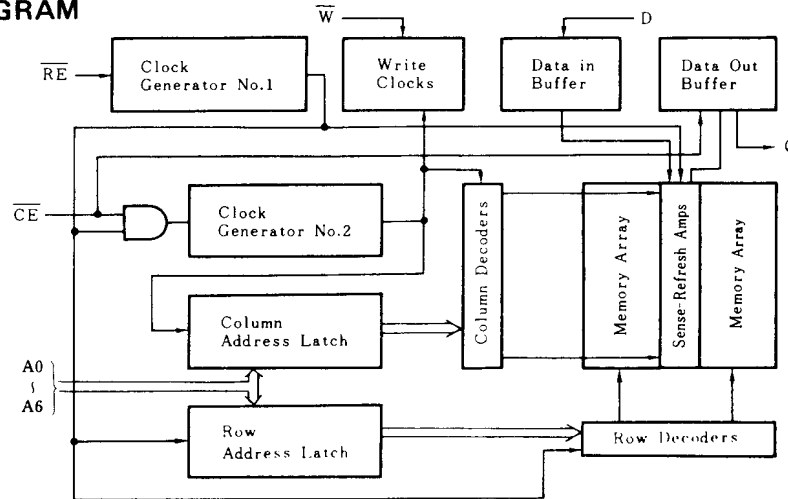 GRAM
W
D
RE
Clock
Generator No.1
Write
Clocks
Data in
Buffer
Data Out
Buffer
CE
Clock
Generator No.2
Column Decoders
Memory Array
Sense-Refresh Amps
Memory Array
Column
Address Latch
A0
~
A6
Row
Address Latch
Row Decoders